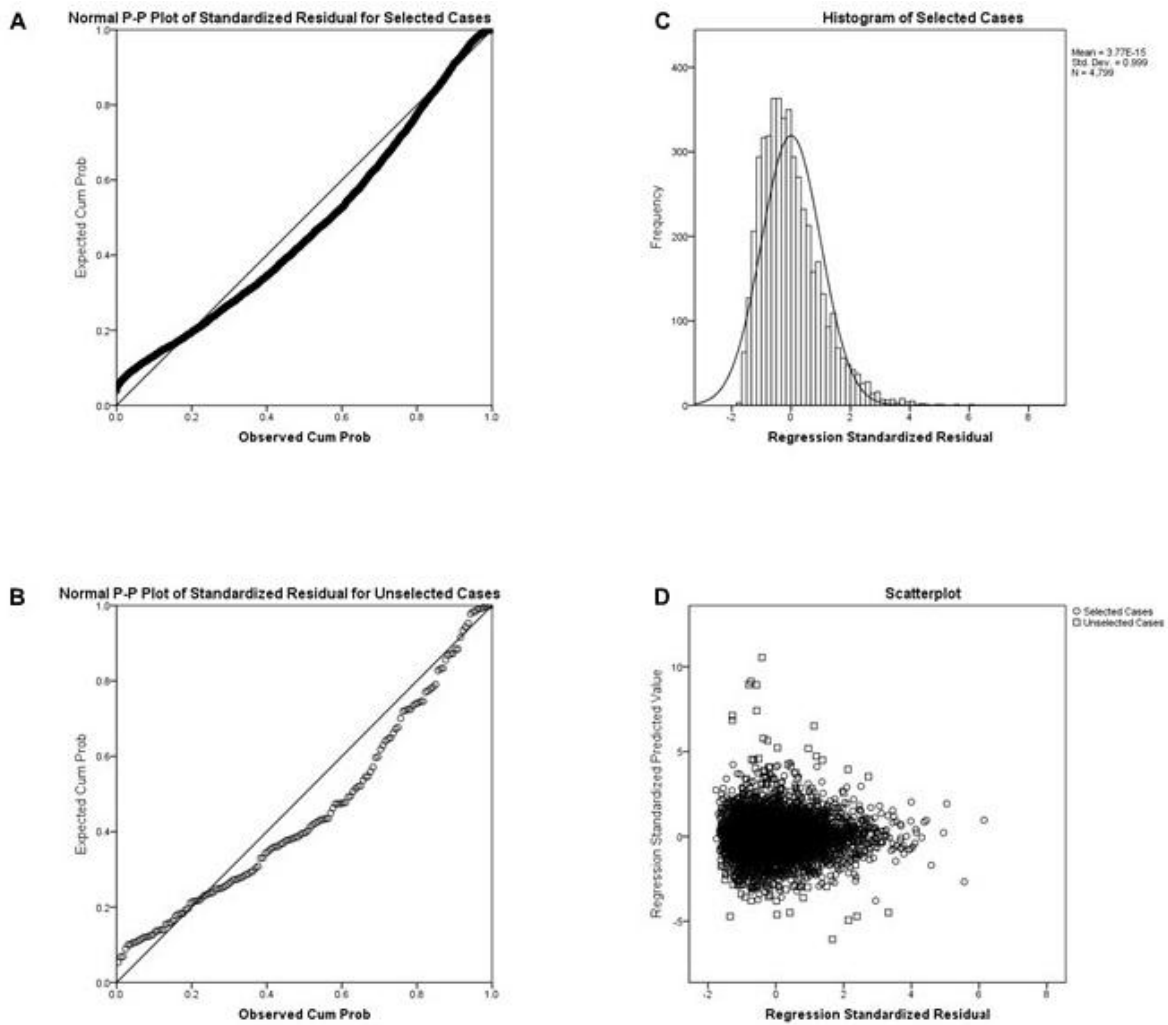 A
Normal P-P Plot of Standardized Residual for Selected Cases
1.0
0.8
0.6
0.4
0.2
0.0
0.0 0.2 0.4 0.6 0.8 1.0
Expected Cum Prob
Observed Cum Prob
C
Histogram of Selected Cases
Mean = 3.77E-15
Std. Dev. = 0.999
N = 4,799
400
300
200
100
0
-2 0 2 4 6 8
Frequency
Regression Standardized Residual
B
Normal P-P Plot of Standardized Residual for Unselected Cases
1.0
0.8
0.6
0.4
0.2
0.0
0.0 0.2 0.4 0.6 0.8 1.0
Expected Cum Prob
Observed Cum Prob
D
Scatterplot
Selected Cases
Unselected Cases
10
5
0
-5
-2 0 2 4 6 8
Regression Standardized Predicted Value
Regression Standardized Residual